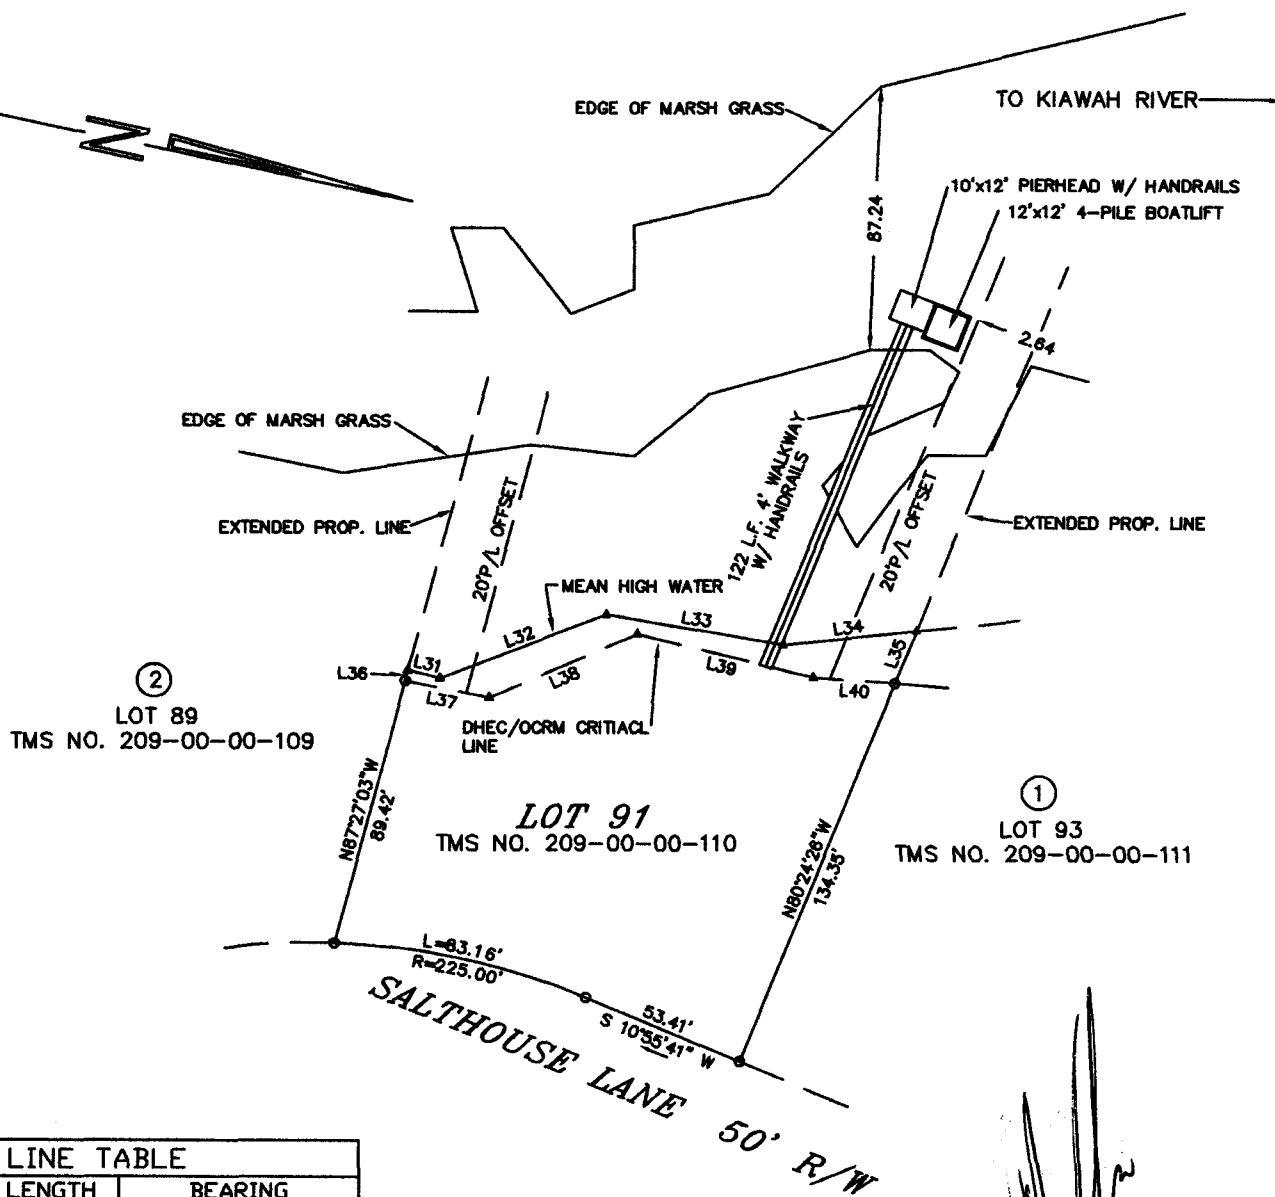 EDGE OF MARSH GRASS
TO KIAWAH RIVER
N
10'x12' PIERHEAD W/ HANDRAILS
12'x12' 4-PILE BOATLIFT
87.24
2.64
EDGE OF MARSH GRASS
122 L.F. 4' WALKWAY
W/ HANDRAILS
EXTENDED PROP. LINE
20'P/L OFFSET
20'P/L OFFSET
EXTENDED PROP. LINE
MEAN HIGH WATER
L33
L34
L32
L35
L31
L36
L37
L38
L39
L40
2
LOT 89
TMS NO. 209-00-00-109
DHEC/OCRM CRITIACL
LINE
N87°27'03"W
89.42'
LOT 91
TMS NO. 209-00-00-110
1
LOT 93
TMS NO. 209-00-00-111
N80°24'28"W
134.35'
L=83.16'
R=225.00'
53.41'
S 10°55'41" W
SALTHOUSE LANE 50' R/W
LINE TABLE
LENGTH BEARING